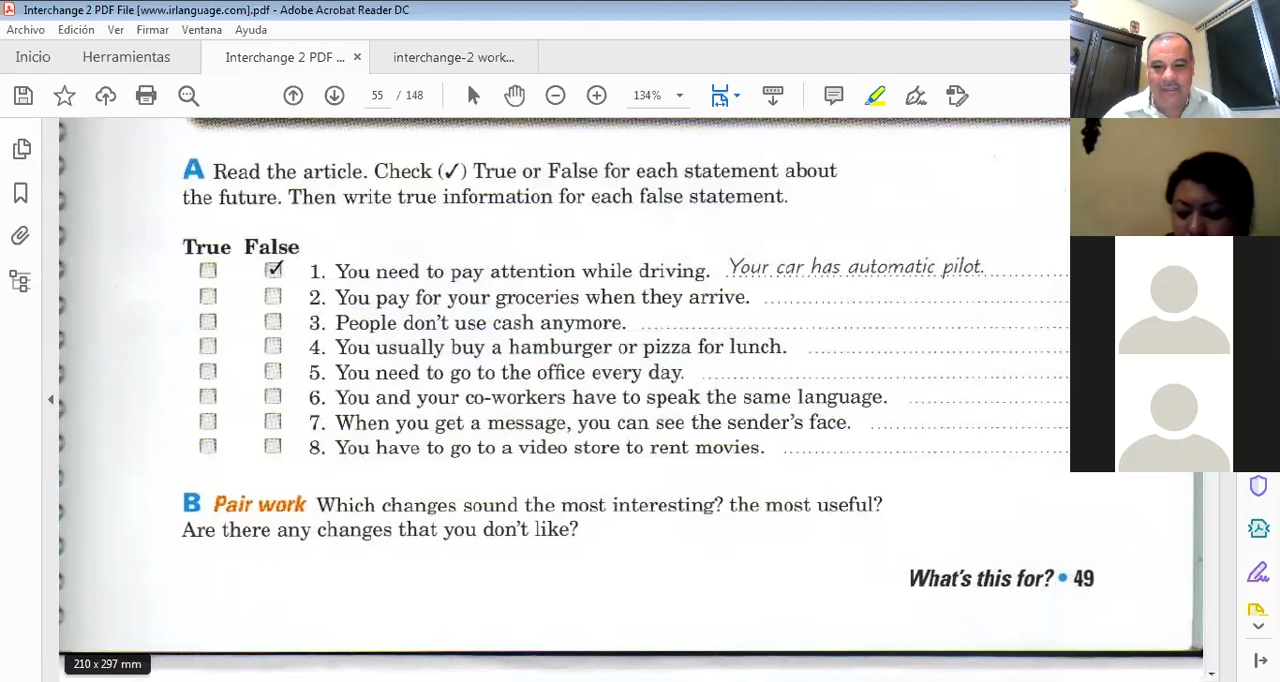 Interchange 2 PDF File [www.irlanguage.com].pdf - Adobe Acrobat Reader DC
Archivo Edición Ver Firmar Ventana Ayuda
Inicio Herramientas Interchange 2 PDF ... × interchange-2 work...
55 / 148 134%
A Read the article. Check (✓) True or False for each statement about
the future. Then write true information for each false statement.
True False
1. You need to pay attention while driving. Your car has automatic pilot.
2. You pay for your groceries when they arrive.
3. People don't use cash anymore.
4. You usually buy a hamburger or pizza for lunch.
5. You need to go to the office every day.
6. You and your co-workers have to speak the same language.
7. When you get a message, you can see the sender's face.
8. You have to go to a video store to rent movies.
B Pair work Which changes sound the most interesting? the most useful?
Are there any changes that you don't like?
What's this for? • 49
210 x 297 mm